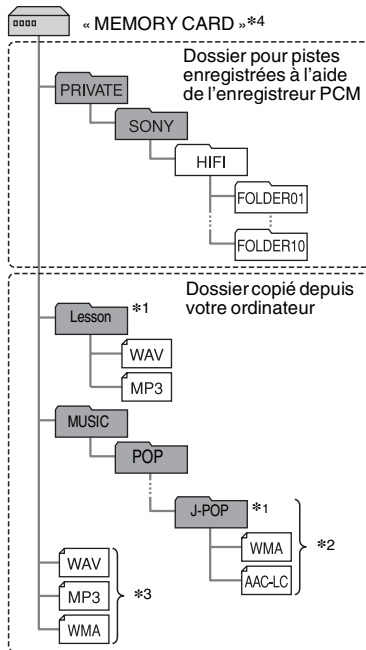 « MEMORY CARD »*4
Dossier pour pistes
enregistrées à l'aide
de l'enregistreur PCM
PRIVATE
SONY
HIFI
FOLDER01
FOLDER10
Dossier copié depuis
votre ordinateur
Lesson *1
WAV
MP3
MUSIC
POP
J-POP *1
WMA
*2
AAC-LC
WAV
MP3 *3
WMA